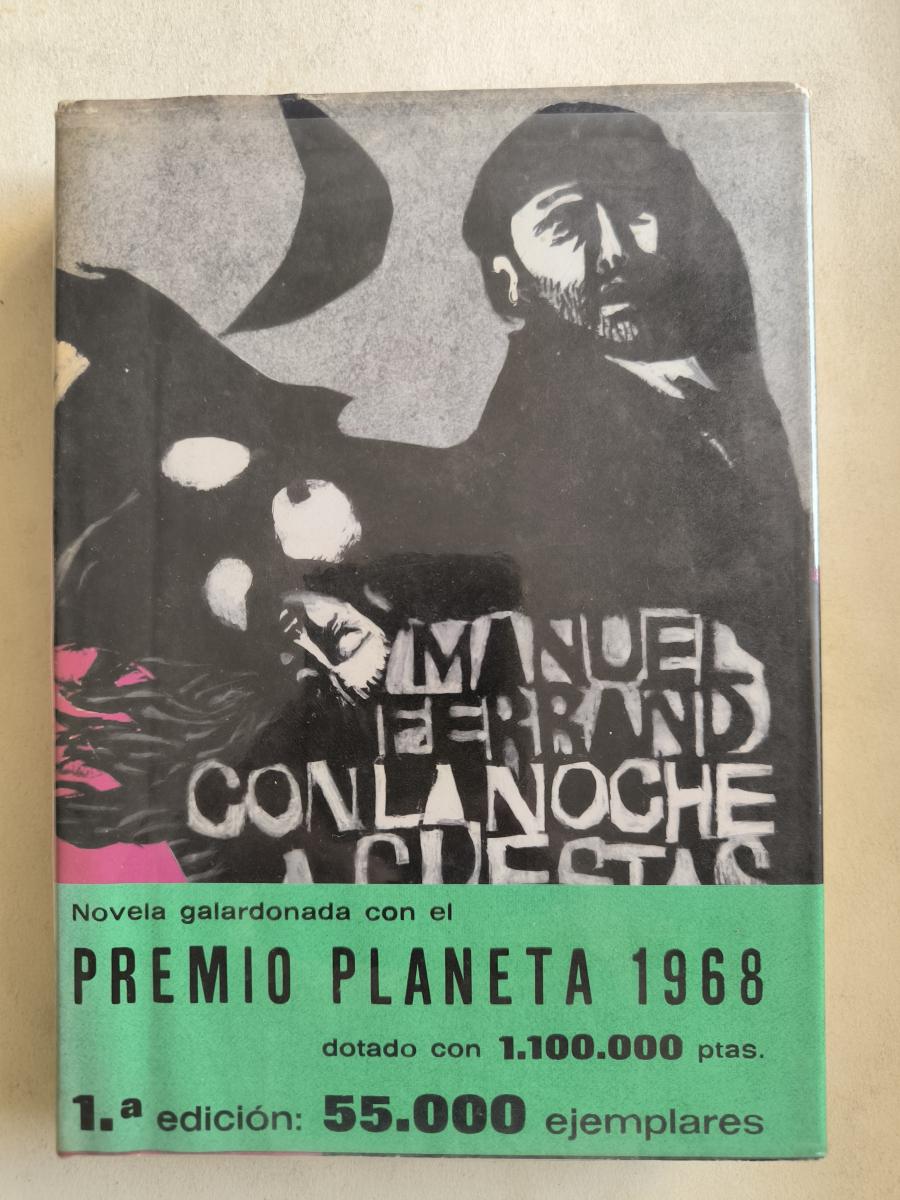 MANUEL
FERRAND
CON LA NOCHE
A CUESTAS
Novela galardonada con el
PREMIO PLANETA 1968
dotado con 1.100.000 ptas.
1.ª edición: 55.000 ejemplares